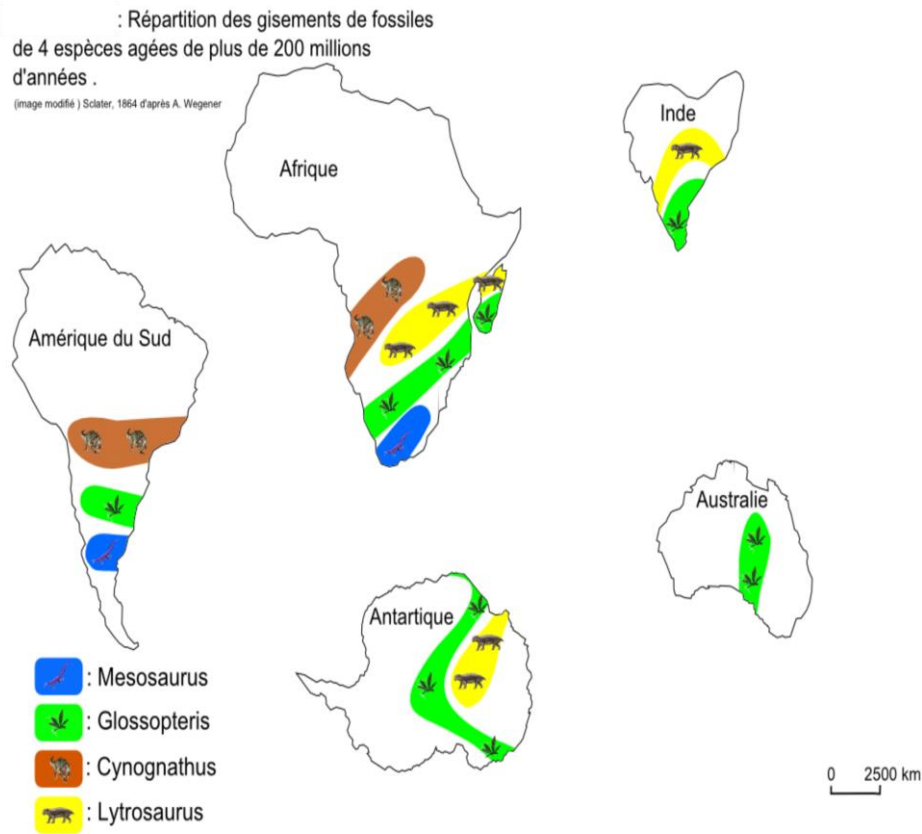 : Répartition des gisements de fossiles
de 4 espèces agées de plus de 200 millions
d'années .
(image modifié ) Sclater, 1864 d'après A. Wegener
Inde
Afrique
Amérique du Sud
Australie
Antartique
: Mesosaurus
: Glossopteris
: Cynognathus
: Lytrosaurus
0 2500 km